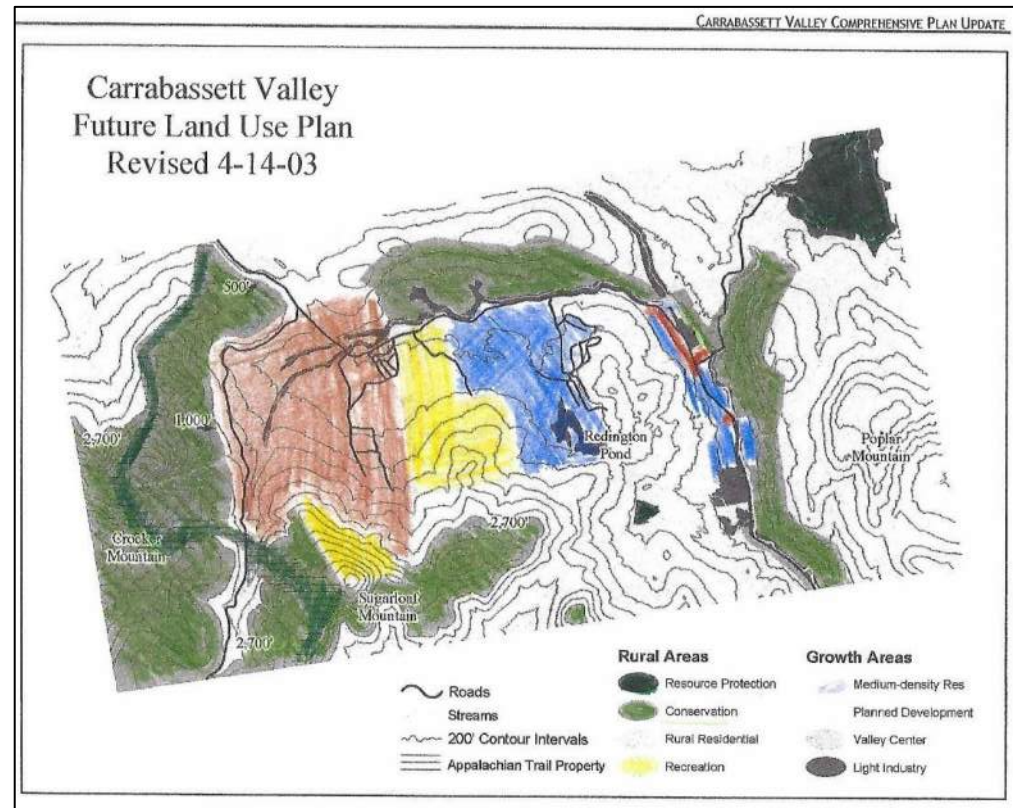 CARRABASSETT VALLEY COMPREHENSIVE PLAN UPDATE
Carrabassett Valley
Future Land Use Plan
Revised 4-14-03
500'
1,000'
2,700'
Redington
Pond
Poplar
Mountain
2,700'
Crocker
Mountain
Sugarloaf
Mountain
2,700'
Rural Areas
Growth Areas
Roads
Resource Protection
Medium-density Res
Streams
Conservation
Planned Development
200' Contour Intervals
Rural Residential
Valley Center
Appalachian Trail Property
Recreation
Light Industry